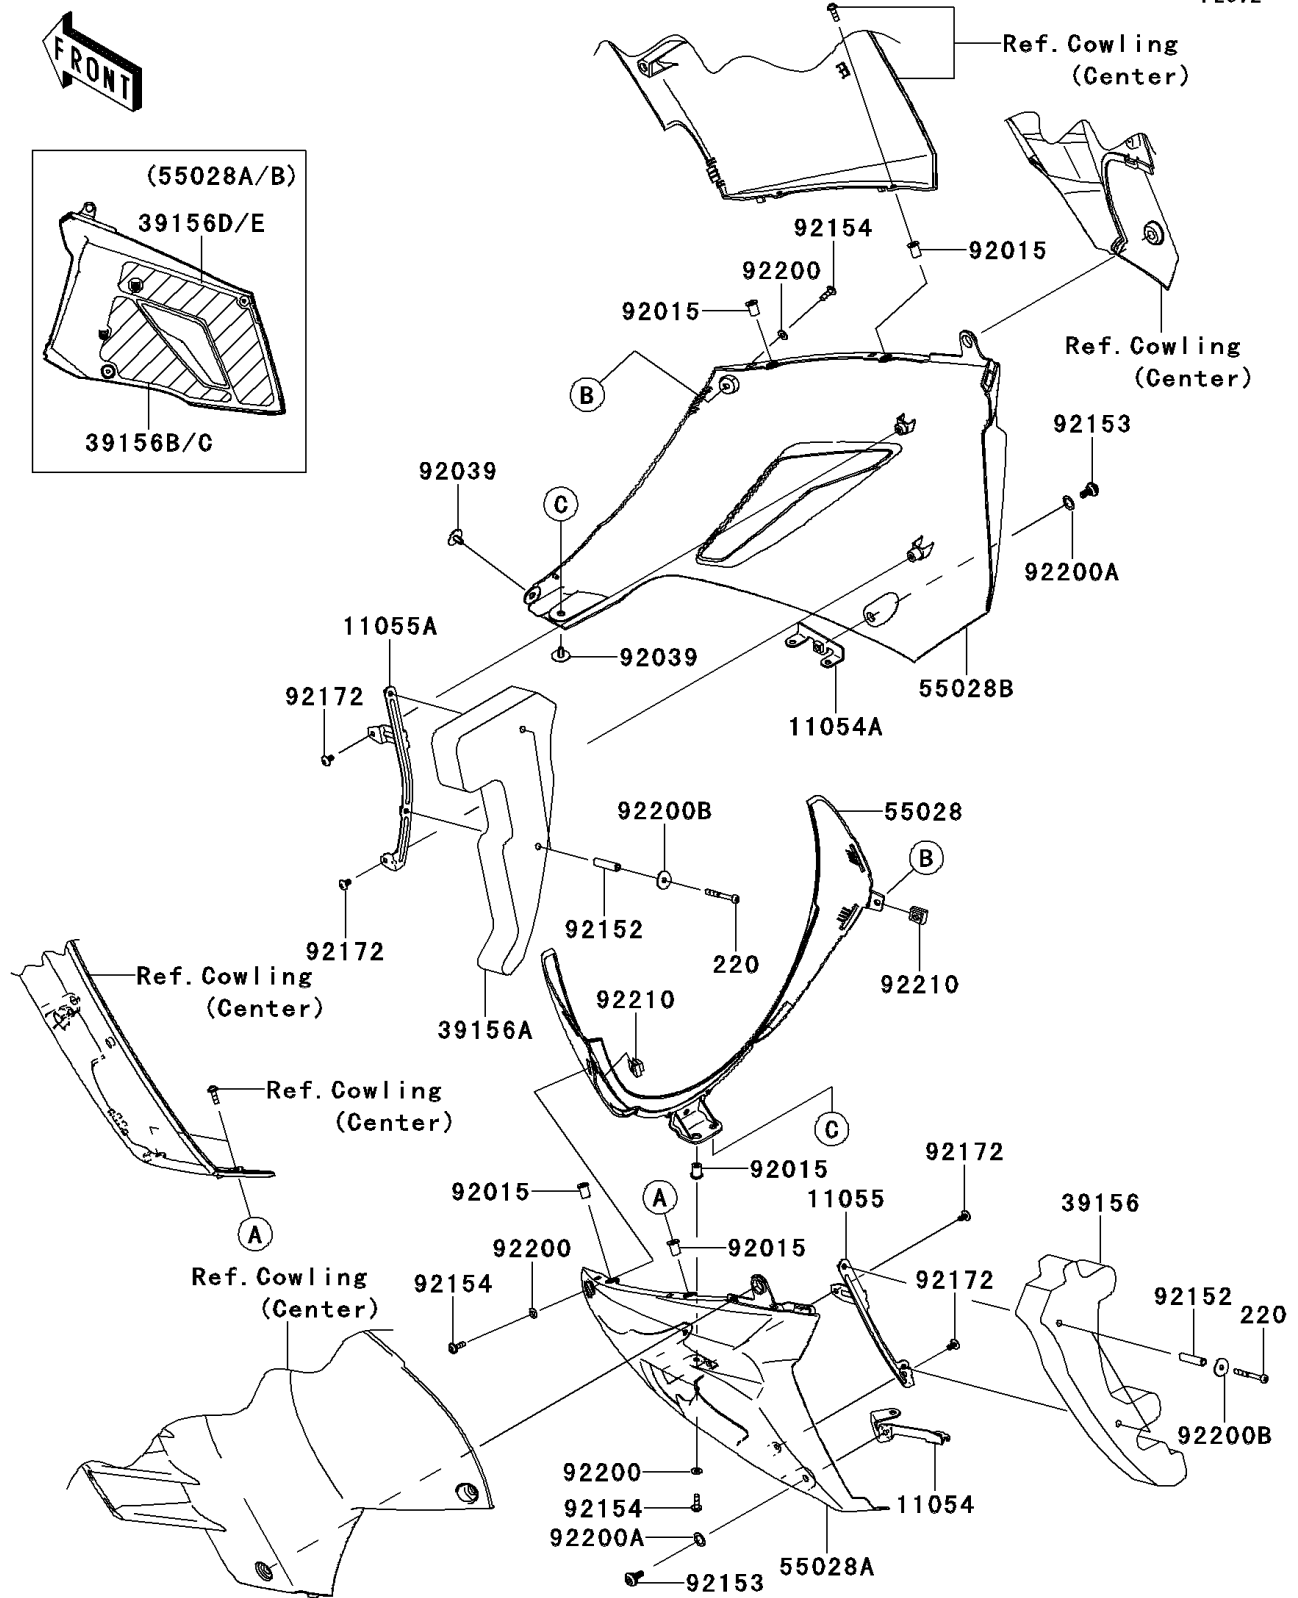 FRONT
Ref.Cowling
(Center)
(55028A/B)
39156D/E
39156B/C
92154
92015
92200
92015
Ref.Cowling
(Center)
B
92153
92039
C
92200A
11055A
92039
55028B
92172
11054A
92200B
55028
B
92152
92172
220
92210
Ref.Cowling
(Center)
92210
39156A
Ref.Cowling
(Center)
C
92172
92015
92015
A
11055
39156
A
92200
92015
Ref.Cowling
(Center)
92154
92172
92152
220
92200B
92200
92154
11054
92200A
55028A
92153